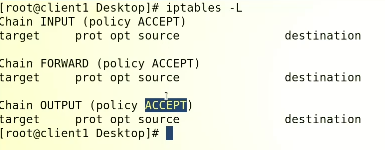 [root@client1 Desktop]# iptables -L
Chain INPUT (policy ACCEPT)
target     prot opt source               destination

Chain FORWARD (policy ACCEPT)
target     prot opt source               destination

Chain OUTPUT (policy ACCEPT)
target     prot opt source               destination
[root@client1 Desktop]#